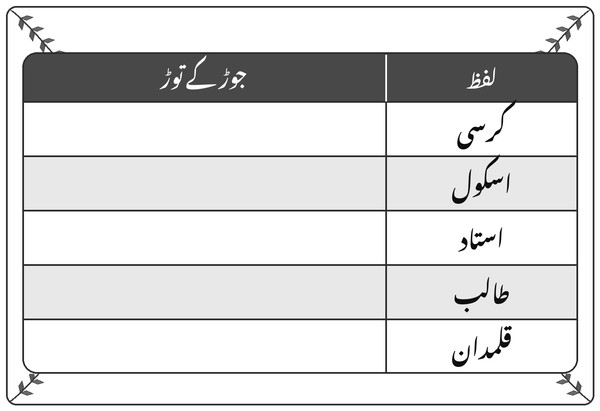 لفظ جوڑ کے توڑ
کرسی
اسکول
استاد
طالب
قلمدان